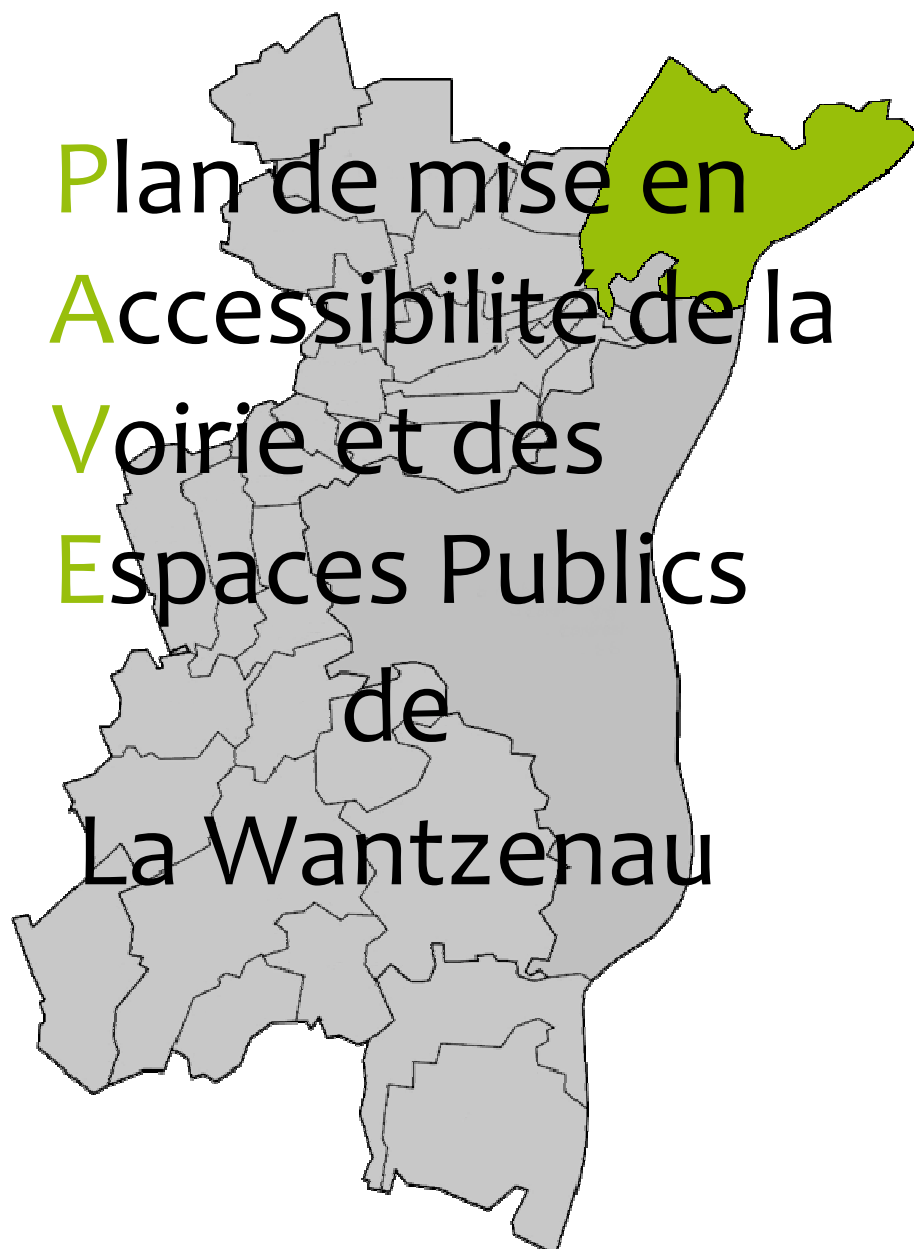 Plan de mise en
Accessibilité de la
Voirie et des
Espaces Publics
de
La Wantzenau